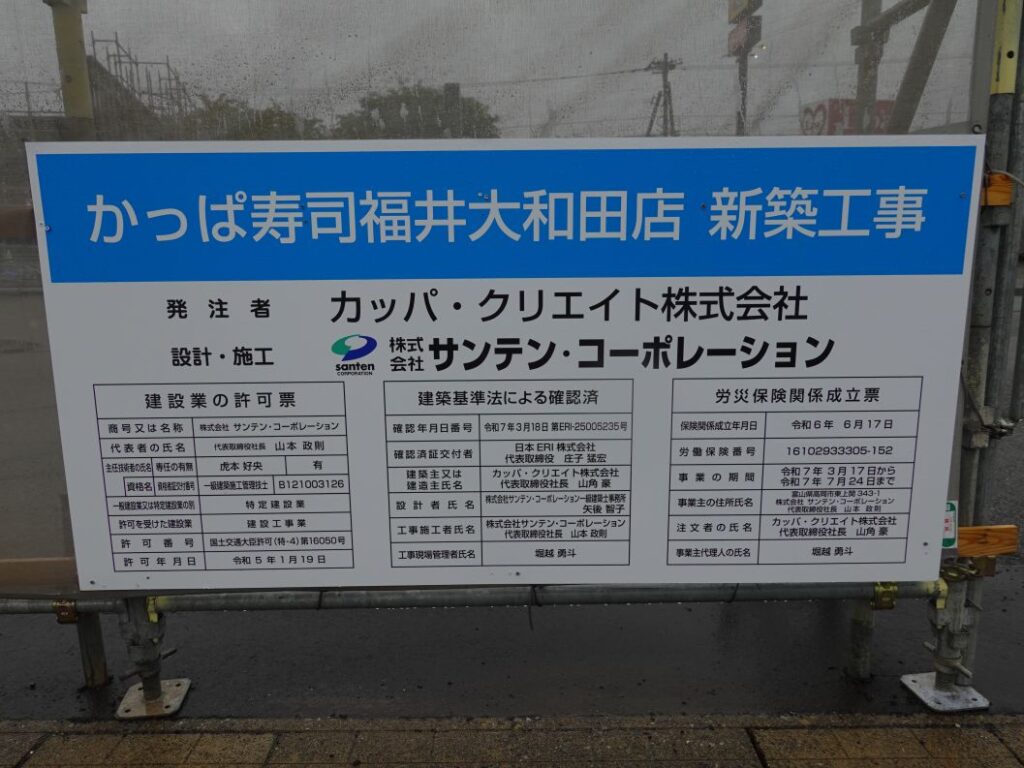 かっぱ寿司福井大和田店 新築工事
発注者 カッパ・クリエイト株式会社
設計・施工 santen CORPORATION 株式会社 サンテン・コーポレーション
建設業の許可票
商号又は名称 株式会社 サンテン・コーポレーション
代表者の氏名 代表取締役社長 山本 政則
主任技術者の氏名 専任の有無 虎本 好央 有
資格名 資格者証交付番号 一級建築施工管理技士 B121003126
一般建設業又は特定建設業の別 特定建設業
許可を受けた建設業 建設工事業
許可番号 国土交通大臣許可(特-4)第16050号
許可年月日 令和5年1月19日
建築基準法による確認済
確認年月日番号 令和7年3月18日 第ERI-25005235号
確認済証交付者 日本ERI株式会社
代表取締役 庄子 猛宏
建築主又は
建造主氏名 カッパ・クリエイト株式会社
代表取締役社長 山角 豪
設計者氏名 株式会社サンテン・コーポレーション一級建築士事務所
矢後 智子
工事施工者氏名 株式会社サンテン・コーポレーション
代表取締役社長 山本 政則
工事現場管理者氏名 堀越 勇斗
労災保険関係成立票
保険関係成立年月日 令和6年 6月17日
労働保険番号 16102933305-152
事業の期間 令和7年 3月17日から
令和7年 7月24日まで
事業主の住所氏名 富山県高岡市東上関 343-1
株式会社 サンテン・コーポレーション
代表取締役社長 山本 政則
注文者の氏名 カッパ・クリエイト株式会社
代表取締役社長 山角 豪
事業主代理人の氏名 堀越 勇斗